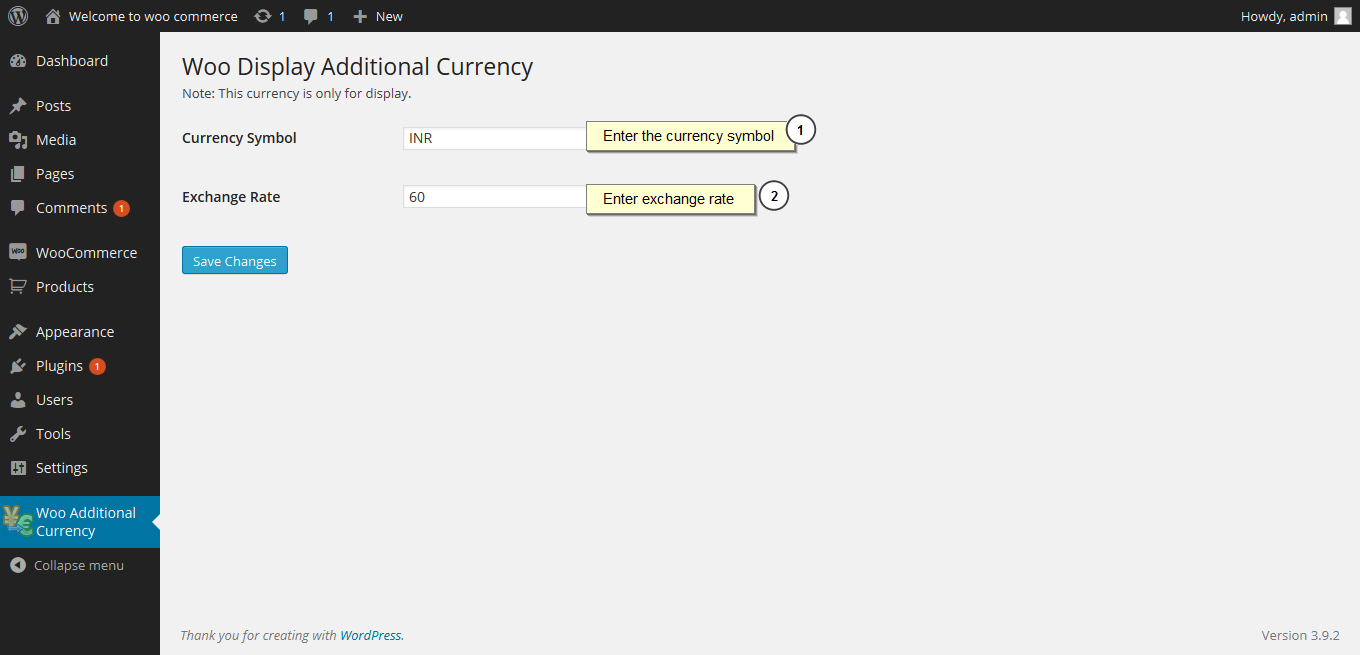 Welcome to woo commerce 1 1 New Howdy, admin
Dashboard
Posts
Media
Pages
Comments 1
WooCommerce
Products
Appearance
Plugins 1
Users
Tools
Settings
Woo Additional
Currency
Collapse menu
Woo Display Additional Currency
Note: This currency is only for display.
Currency Symbol INR Enter the currency symbol 1
Exchange Rate 60 Enter exchange rate 2
Save Changes
Thank you for creating with WordPress. Version 3.9.2